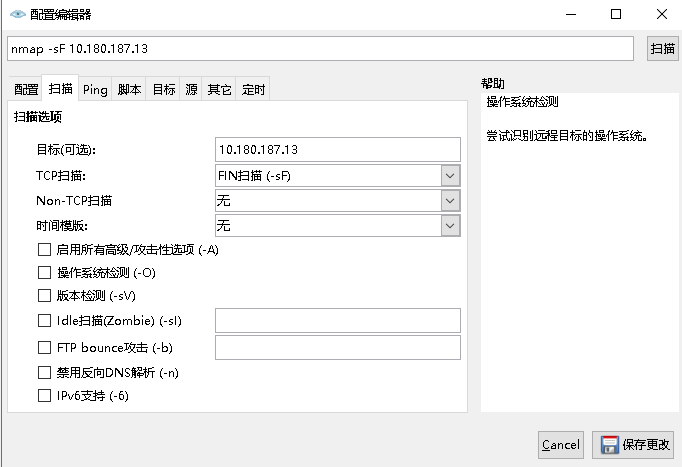 配置编辑器
nmap -sF 10.180.187.13
扫描
配置 扫描 Ping 脚本 目标 源 其它 定时
帮助
操作系统检测
尝试识别远程目标的操作系统。
扫描选项
目标(可选): 10.180.187.13
TCP扫描: FIN扫描 (-sF)
Non-TCP扫描 无
时间模版: 无
启用所有高级/攻击性选项 (-A)
操作系统检测 (-O)
版本检测 (-sV)
Idle扫描(Zombie) (-sI)
FTP bounce攻击 (-b)
禁用反向DNS解析 (-n)
IPv6支持 (-6)
Cancel 保存更改